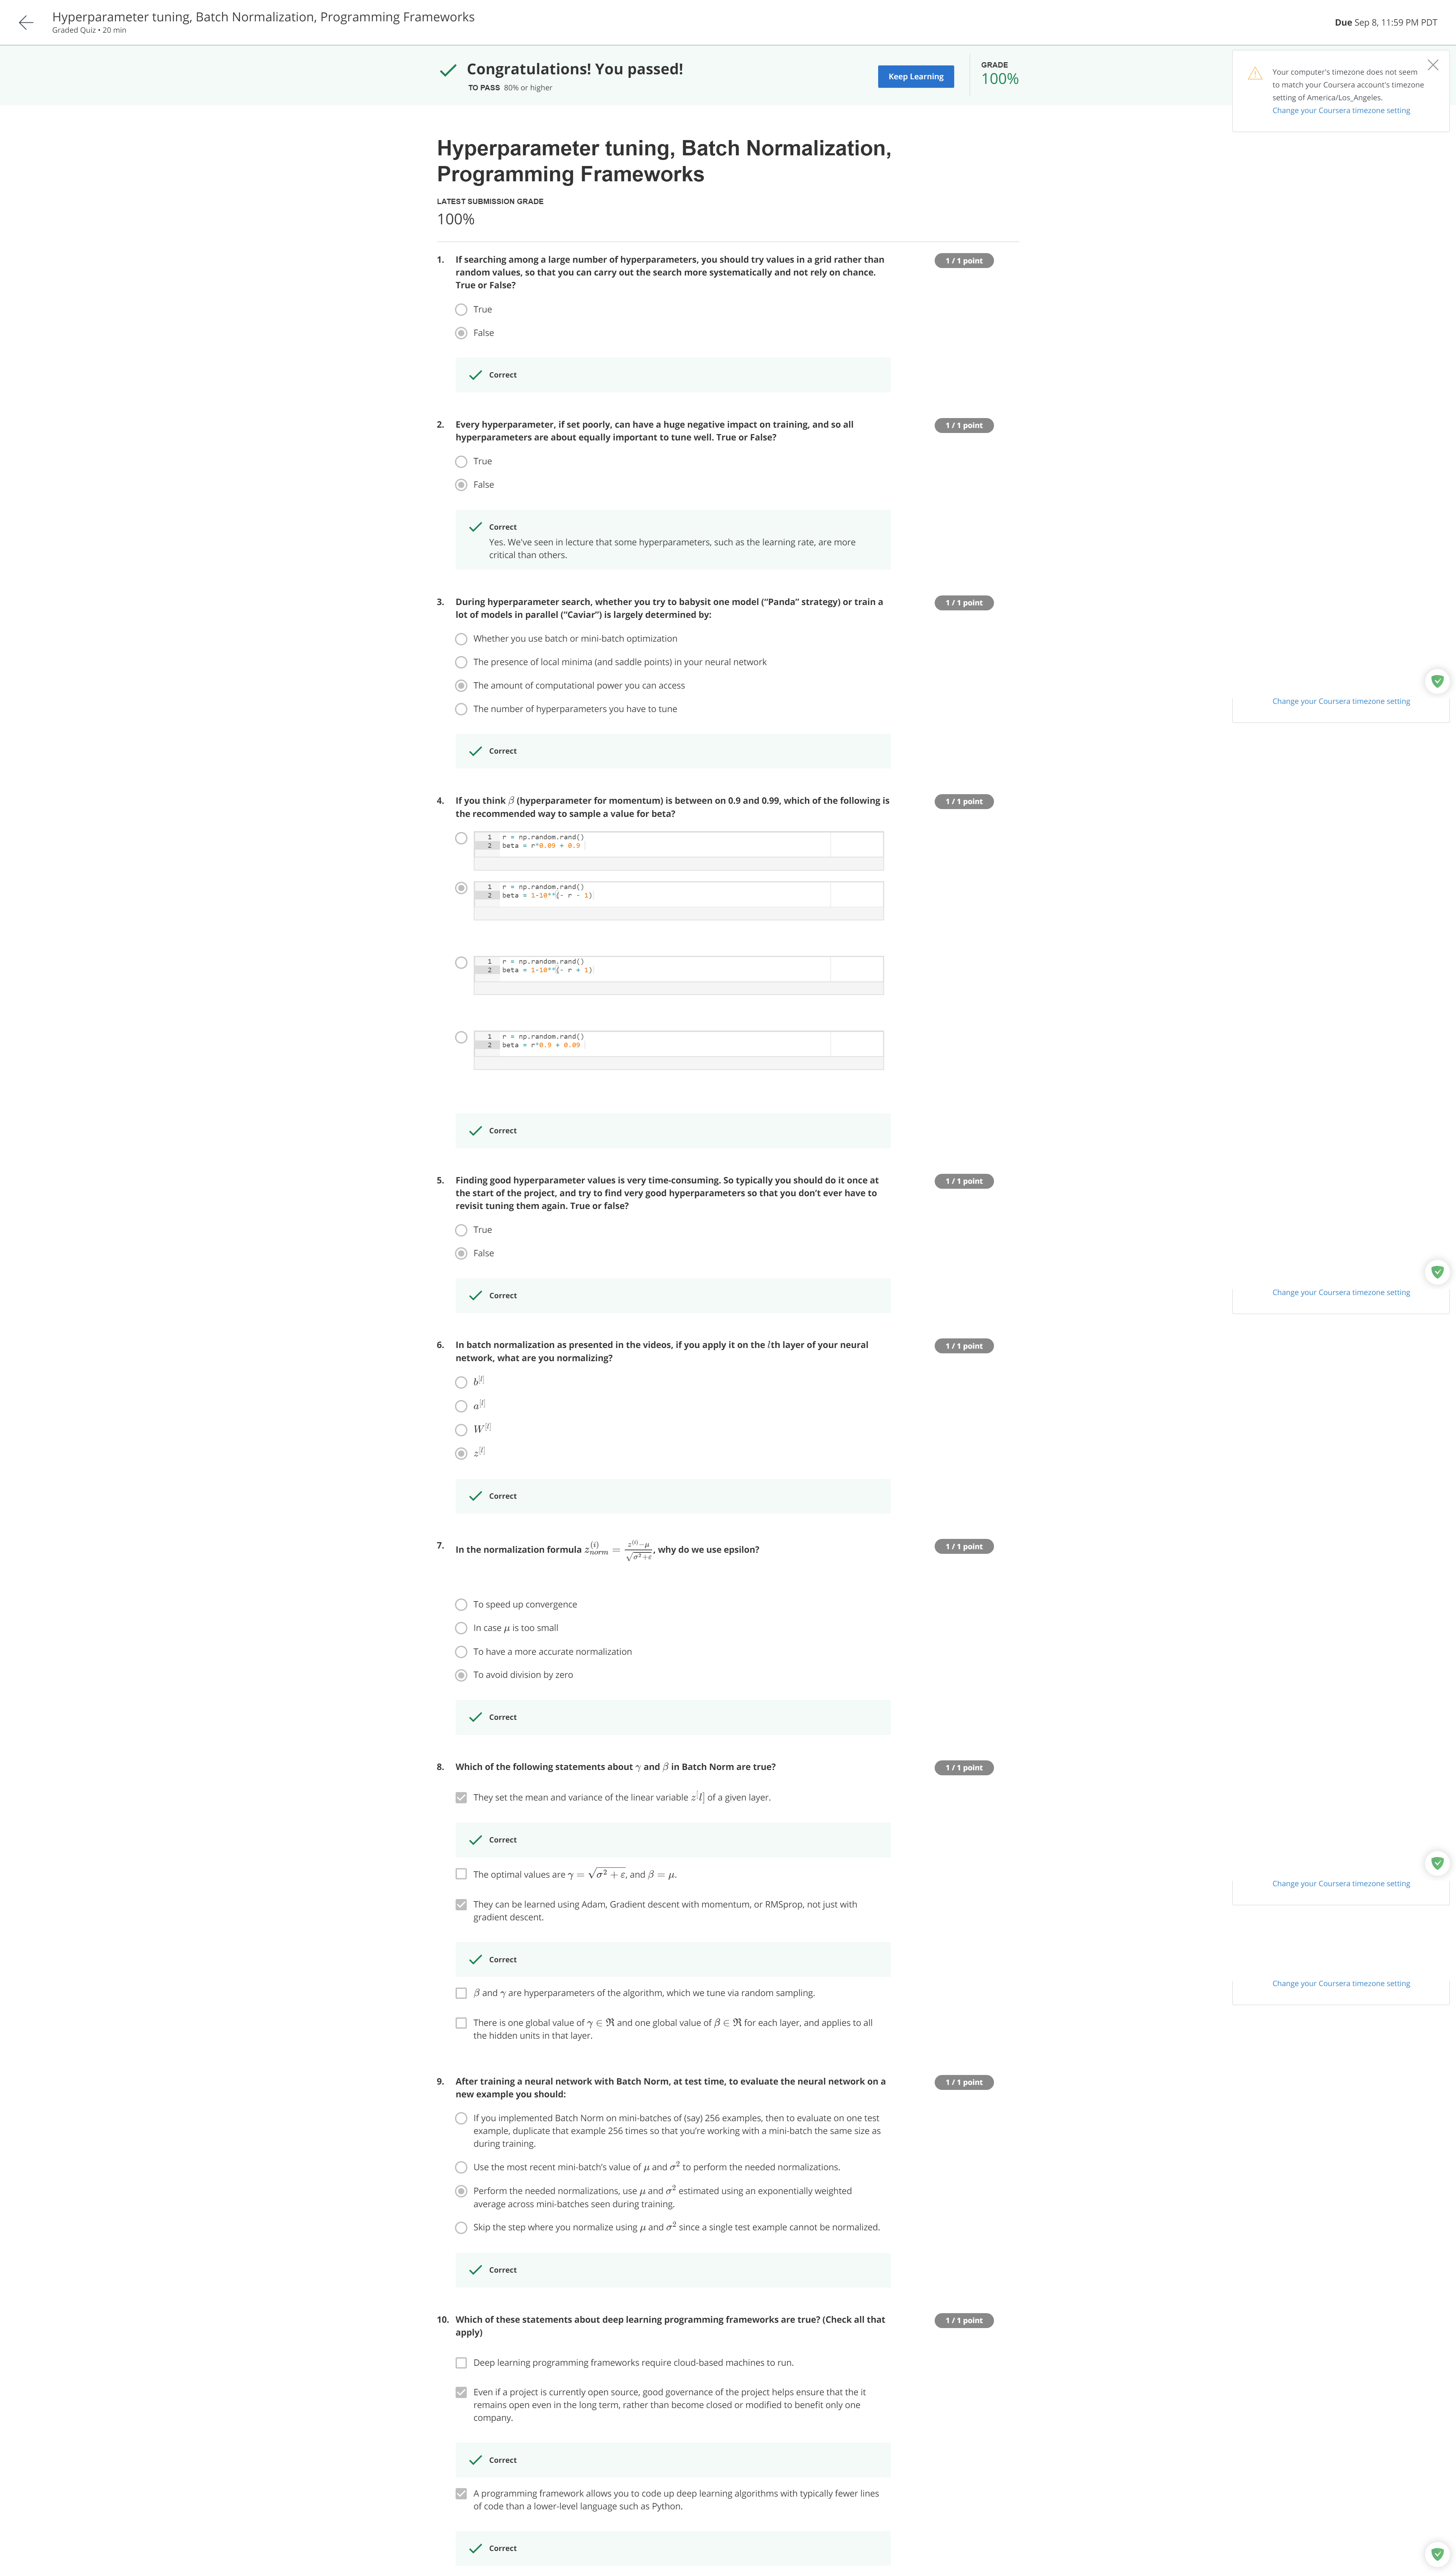 Hyperparameter tuning, Batch Normalization, Programming Frameworks
Graded Quiz • 20 min
Due Sep 8, 11:59 PM PDT
Congratulations! You passed!
TO PASS 80% or higher
Keep Learning
GRADE
100%
Your computer's timezone does not seem
to match your Coursera account's timezone
setting of America/Los_Angeles.
Change your Coursera timezone setting
Hyperparameter tuning, Batch Normalization,
Programming Frameworks
LATEST SUBMISSION GRADE
100%
1. If searching among a large number of hyperparameters, you should try values in a grid rather than
random values, so that you can carry out the search more systematically and not rely on chance.
True or False?
1 / 1 point
True
False
Correct
2. Every hyperparameter, if set poorly, can have a huge negative impact on training, and so all
hyperparameters are about equally important to tune well. True or False?
1 / 1 point
True
False
Correct
Yes. We've seen in lecture that some hyperparameters, such as the learning rate, are more
critical than others.
3. During hyperparameter search, whether you try to babysit one model (“Panda” strategy) or train a
lot of models in parallel (“Caviar”) is largely determined by:
1 / 1 point
Whether you use batch or mini-batch optimization
The presence of local minima (and saddle points) in your neural network
The amount of computational power you can access
The number of hyperparameters you have to tune
Change your Coursera timezone setting
Correct
4. If you think β (hyperparameter for momentum) is between on 0.9 and 0.99, which of the following is
the recommended way to sample a value for beta?
1 / 1 point
1 r = np.random.rand()
2 beta = r*0.09 + 0.9
1 r = np.random.rand()
2 beta = 1-10**(- r - 1)
1 r = np.random.rand()
2 beta = 1-10**(- r + 1)
1 r = np.random.rand()
2 beta = r*0.9 + 0.09
Correct
5. Finding good hyperparameter values is very time-consuming. So typically you should do it once at
the start of the project, and try to find very good hyperparameters so that you don’t ever have to
revisit tuning them again. True or false?
1 / 1 point
True
False
Change your Coursera timezone setting
Correct
6. In batch normalization as presented in the videos, if you apply it on the lth layer of your neural
network, what are you normalizing?
1 / 1 point
b^[l]
a^[l]
W^[l]
z^[l]
Correct
7. In the normalization formula z_norm^(i) = (z^(i)−μ)/√(σ²+ε), why do we use epsilon?
1 / 1 point
To speed up convergence
In case μ is too small
To have a more accurate normalization
To avoid division by zero
Correct
8. Which of the following statements about γ and β in Batch Norm are true?
1 / 1 point
They set the mean and variance of the linear variable z^[l] of a given layer.
Correct
The optimal values are γ = √(σ² + ε), and β = μ.
Change your Coursera timezone setting
They can be learned using Adam, Gradient descent with momentum, or RMSprop, not just with
gradient descent.
Correct
Change your Coursera timezone setting
β and γ are hyperparameters of the algorithm, which we tune via random sampling.
There is one global value of γ ∈ ℜ and one global value of β ∈ ℜ for each layer, and applies to all
the hidden units in that layer.
9. After training a neural network with Batch Norm, at test time, to evaluate the neural network on a
new example you should:
1 / 1 point
If you implemented Batch Norm on mini-batches of (say) 256 examples, then to evaluate on one test
example, duplicate that example 256 times so that you’re working with a mini-batch the same size as
during training.
Use the most recent mini-batch’s value of μ and σ² to perform the needed normalizations.
Perform the needed normalizations, use μ and σ² estimated using an exponentially weighted
average across mini-batches seen during training.
Skip the step where you normalize using μ and σ² since a single test example cannot be normalized.
Correct
10. Which of these statements about deep learning programming frameworks are true? (Check all that
apply)
1 / 1 point
Deep learning programming frameworks require cloud-based machines to run.
Even if a project is currently open source, good governance of the project helps ensure that the it
remains open even in the long term, rather than become closed or modified to benefit only one
company.
Correct
A programming framework allows you to code up deep learning algorithms with typically fewer lines
of code than a lower-level language such as Python.
Correct